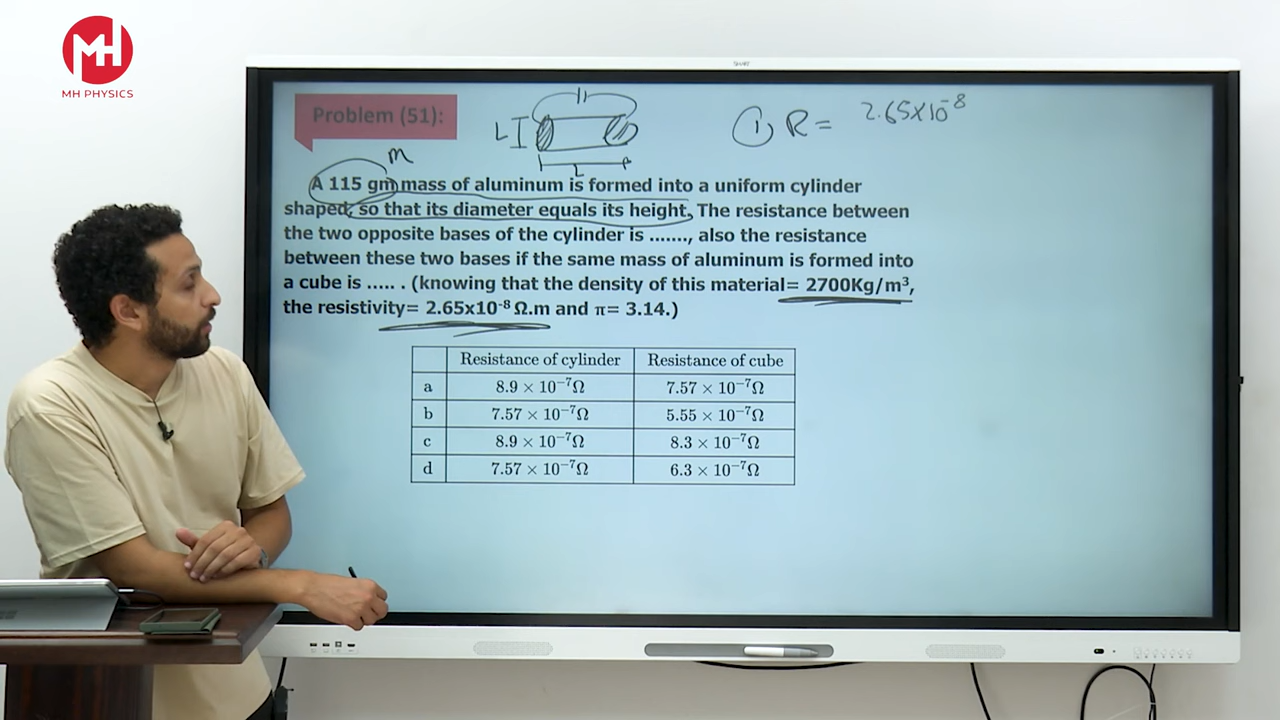 MH
MH PHYSICS
SMART
Problem (51):
L
L
① R = 2.65x10⁻⁸
m
A 115 gm mass of aluminum is formed into a uniform cylinder
shaped, so that its diameter equals its height. The resistance between
the two opposite bases of the cylinder is ......., also the resistance
between these two bases if the same mass of aluminum is formed into
a cube is ..... . (knowing that the density of this material= 2700Kg/m³,
the resistivity= 2.65x10⁻⁸ Ω.m and π= 3.14.)
Resistance of cylinder Resistance of cube
a 8.9 × 10⁻⁷Ω 7.57 × 10⁻⁷Ω
b 7.57 × 10⁻⁷Ω 5.55 × 10⁻⁷Ω
c 8.9 × 10⁻⁷Ω 8.3 × 10⁻⁷Ω
d 7.57 × 10⁻⁷Ω 6.3 × 10⁻⁷Ω